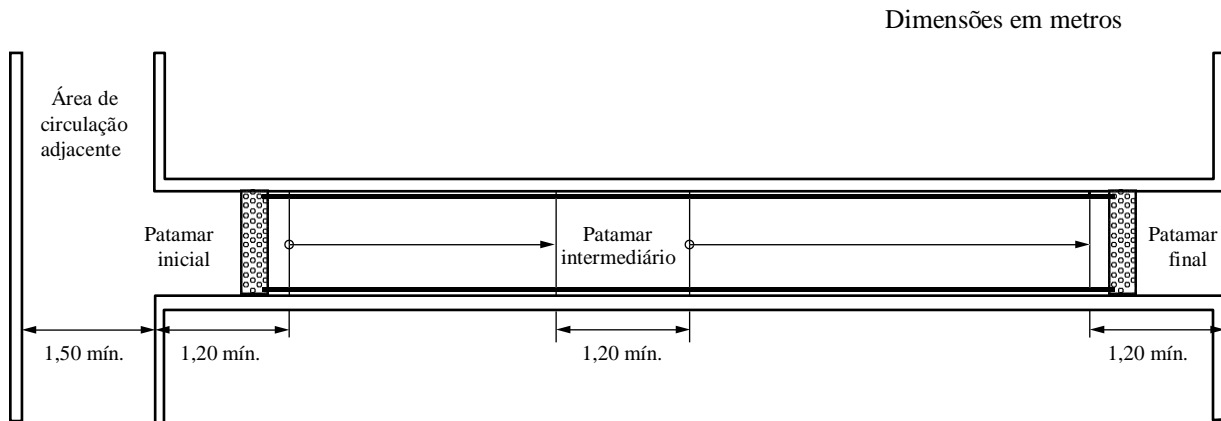 Dimensões em metros
Área de
circulação
adjacente
Patamar
inicial
Patamar
intermediário
Patamar
final
1,50 mín.
1,20 mín.
1,20 mín.
1,20 mín.